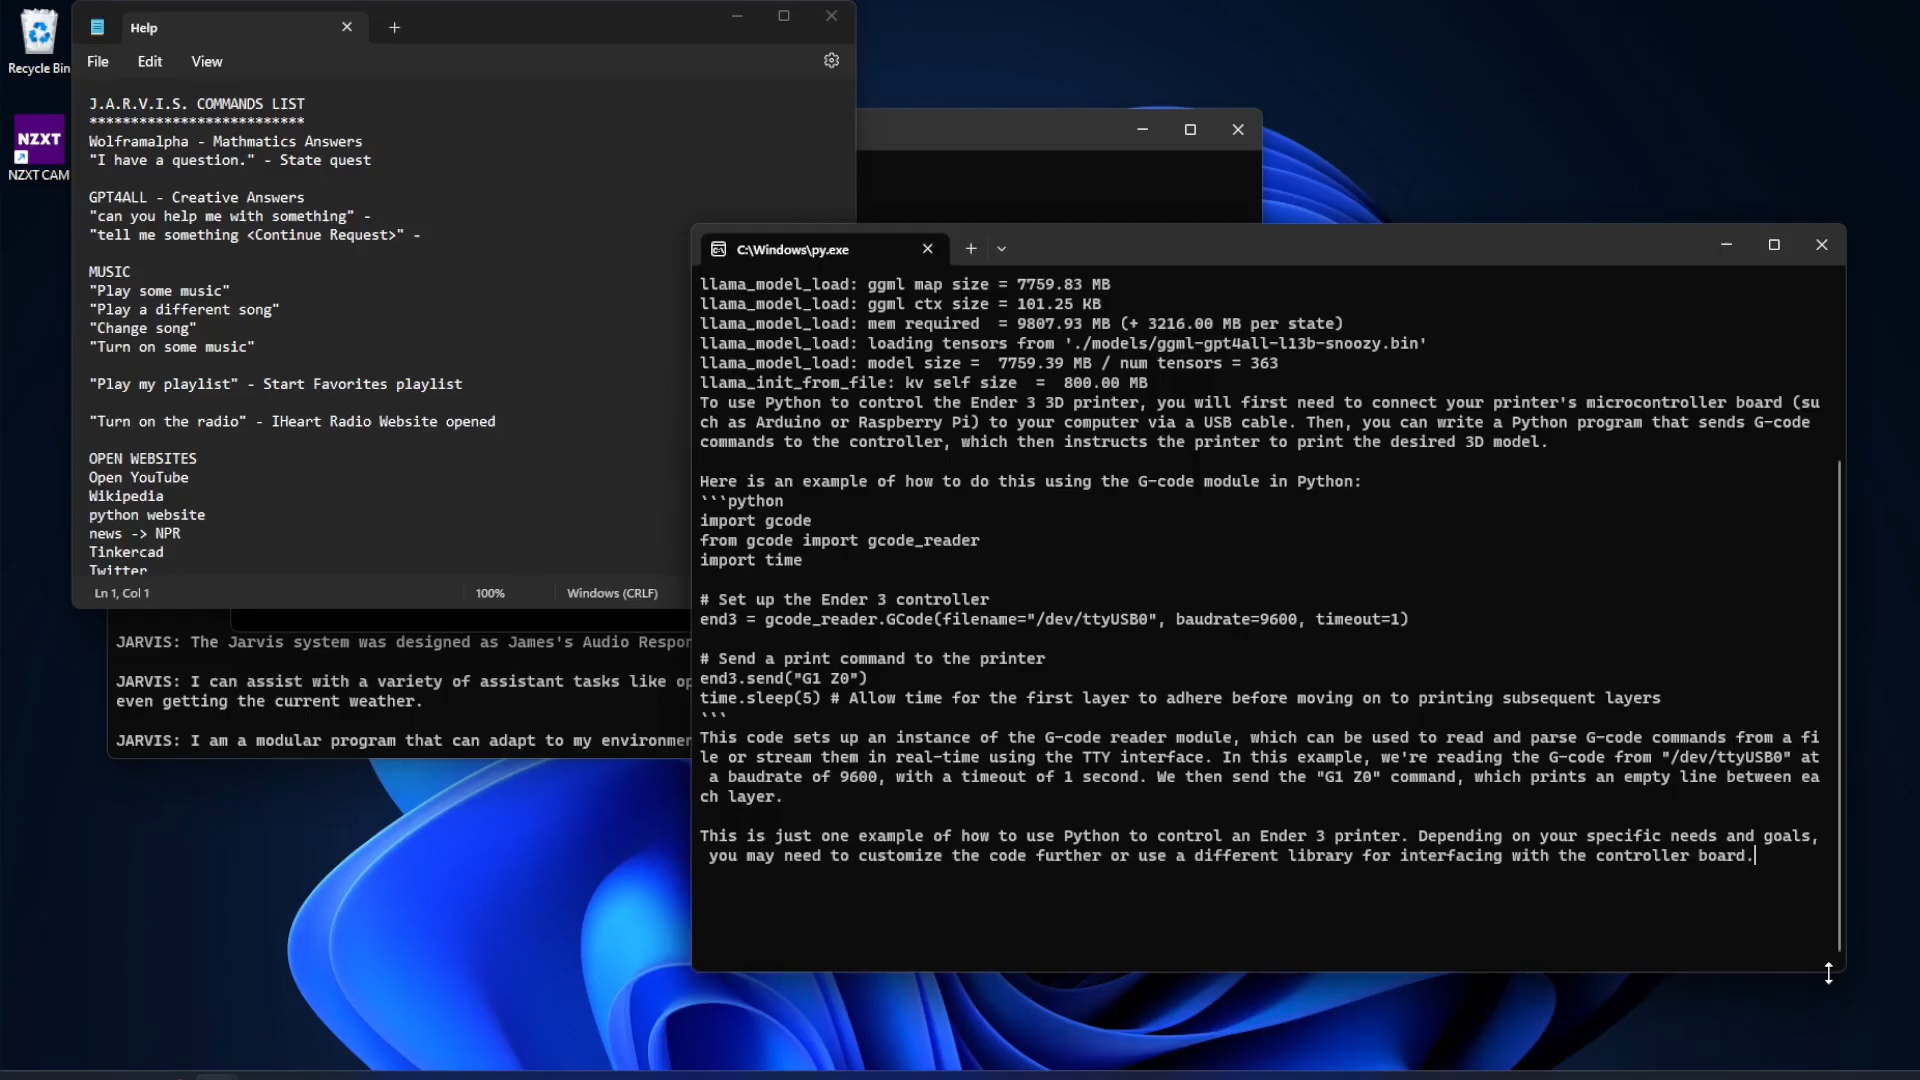 Recycle Bin
NZXT
NZXT CAM
Help
File Edit View
J.A.R.V.I.S. COMMANDS LIST
**************************
Wolframalpha - Mathmatics Answers
"I have a question." - State quest
GPT4ALL - Creative Answers
"can you help me with something" -
"tell me something <Continue Request>" -
MUSIC
"Play some music"
"Play a different song"
"Change song"
"Turn on some music"
"Play my playlist" - Start Favorites playlist
"Turn on the radio" - IHeart Radio Website opened
OPEN WEBSITES
Open YouTube
Wikipedia
python website
news -> NPR
Tinkercad
Twitter
Ln 1, Col 1 100% Windows (CRLF)
JARVIS: The Jarvis system was designed as James's Audio Respon
JARVIS: I can assist with a variety of assistant tasks like op
even getting the current weather.
JARVIS: I am a modular program that can adapt to my environmen
C:\Windows\py.exe
llama_model_load: ggml map size = 7759.83 MB
llama_model_load: ggml ctx size = 101.25 KB
llama_model_load: mem required  = 9807.93 MB (+ 3216.00 MB per state)
llama_model_load: loading tensors from './models/ggml-gpt4all-l13b-snoozy.bin'
llama_model_load: model size =  7759.39 MB / num tensors = 363
llama_init_from_file: kv self size  =  800.00 MB
To use Python to control the Ender 3 3D printer, you will first need to connect your printer's microcontroller board (su
ch as Arduino or Raspberry Pi) to your computer via a USB cable. Then, you can write a Python program that sends G-code
commands to the controller, which then instructs the printer to print the desired 3D model.
Here is an example of how to do this using the G-code module in Python:
```python
import gcode
from gcode import gcode_reader
import time
# Set up the Ender 3 controller
end3 = gcode_reader.GCode(filename="/dev/ttyUSB0", baudrate=9600, timeout=1)
# Send a print command to the printer
end3.send("G1 Z0")
time.sleep(5) # Allow time for the first layer to adhere before moving on to printing subsequent layers
```
This code sets up an instance of the G-code reader module, which can be used to read and parse G-code commands from a fi
le or stream them in real-time using the TTY interface. In this example, we're reading the G-code from "/dev/ttyUSB0" at
a baudrate of 9600, with a timeout of 1 second. We then send the "G1 Z0" command, which prints an empty line between ea
ch layer.
This is just one example of how to use Python to control an Ender 3 printer. Depending on your specific needs and goals,
you may need to customize the code further or use a different library for interfacing with the controller board.